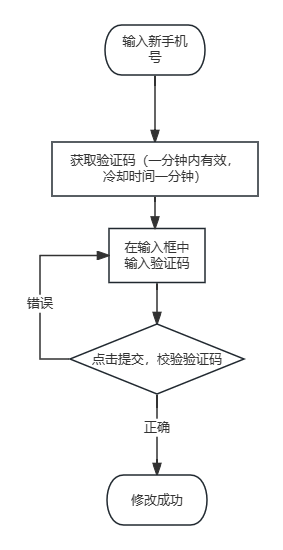 输入新手机
号
获取验证码（一分钟内有效，
冷却时间一分钟）
在输入框中
输入验证码
错误
点击提交，校验验证码
正确
修改成功